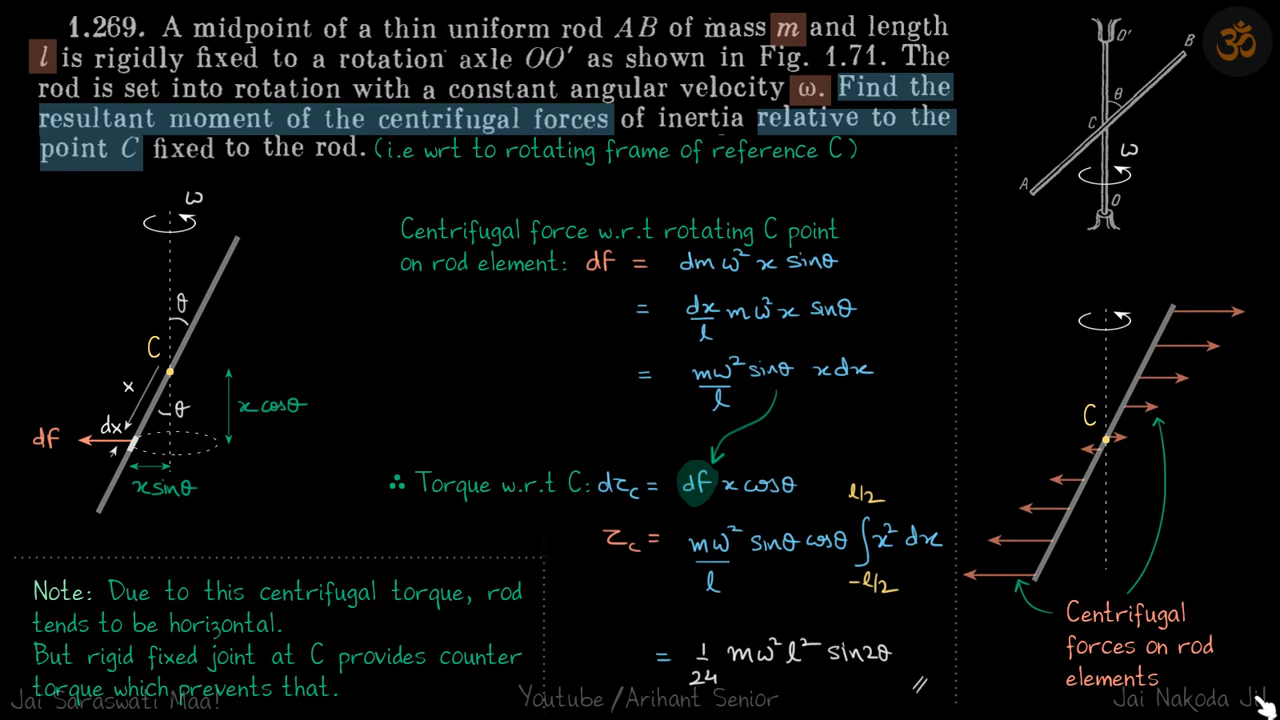 1.269. A midpoint of a thin uniform rod AB of mass m and length
l is rigidly fixed to a rotation axle OO′ as shown in Fig. 1.71. The
rod is set into rotation with a constant angular velocity ω. Find the
resultant moment of the centrifugal forces of inertia relative to the
point C fixed to the rod. (i.e wrt to rotating frame of reference C)
ॐ
O′
B
θ
C
ω
A
O
ω
θ
C
x
θ
x cosθ
dx
df
x sinθ
Centrifugal force w.r.t rotating C point
on rod element: df = dm ω² x sinθ
= dx/l m ω² x sinθ
= mω²/l sinθ x dx
∴ Torque w.r.t C: dτc = df x cosθ
τc = mω²/l sinθ cosθ ∫ x² dx
l/2
-l/2
= 1/24 mω² l² sin2θ //
Note: Due to this centrifugal torque, rod
tends to be horizontal.
But rigid fixed joint at C provides counter
torque which prevents that.
C
Centrifugal
forces on rod
elements
Jai Saraswati Maa!
Youtube /Arihant Senior
Jai Nakoda Ji!